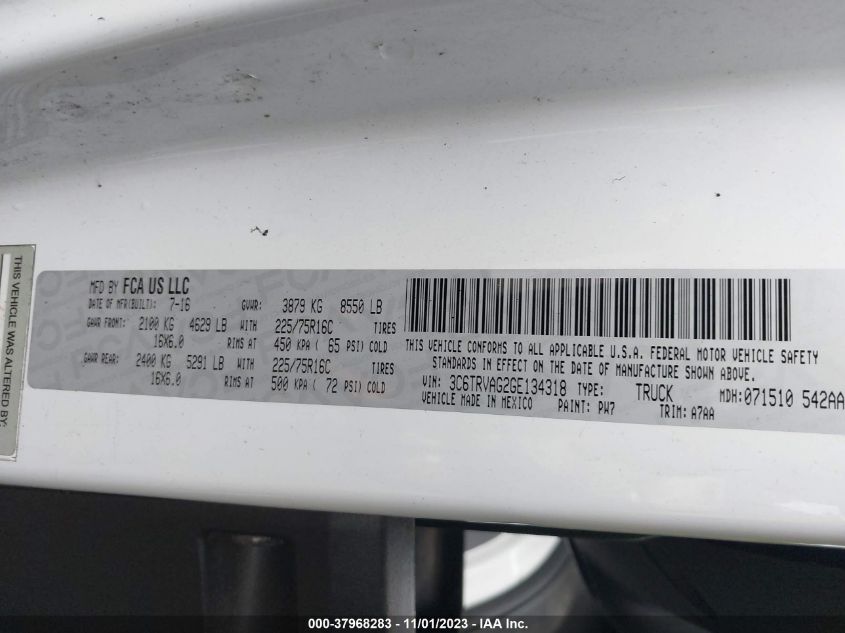 THIS VEHICLE WAS ALTERED BY:
MFD BY FCA US LLC
DATE OF MFR(BUILT): 7-16 GVWR: 3879 KG 8550 LB
GAWR FRONT: 2100 KG 4629 LB WITH 225/75R16C TIRES
16X6.0 RIMS AT 450 KPA ( 65 PSI) COLD
GAWR REAR: 2400 KG 5291 LB WITH 225/75R16C TIRES
16X6.0 RIMS AT 500 KPA ( 72 PSI) COLD
THIS VEHICLE CONFORMS TO ALL APPLICABLE U.S.A. FEDERAL MOTOR VEHICLE SAFETY
STANDARDS IN EFFECT ON THE DATE OF MANUFACTURE SHOWN ABOVE.
VIN: 3C6TRVAG2GE134318 TYPE: TRUCK MDH: 071510 542AA
VEHICLE MADE IN MEXICO PAINT: PW7 TRIM: A7AA
000-37968283 - 11/01/2023 - IAA Inc.